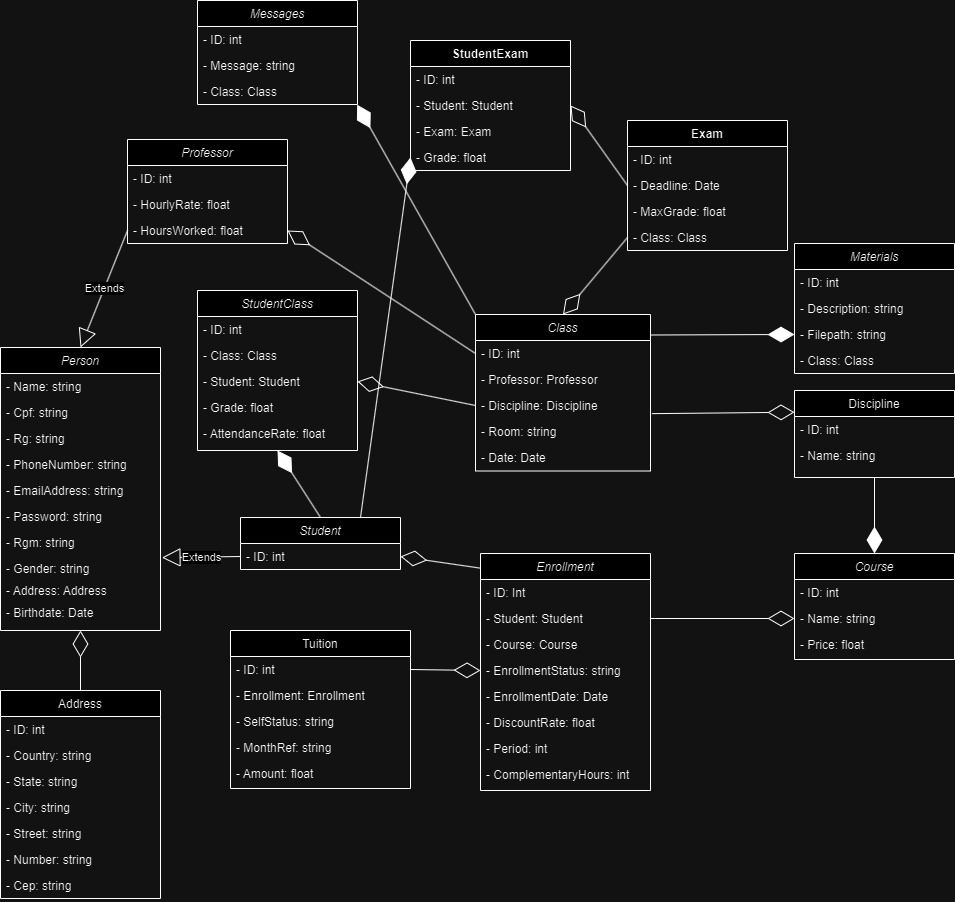 Messages
- ID: int
- Message: string
- Class: Class
StudentExam
- ID: int
- Student: Student
- Exam: Exam
- Grade: float
Exam
- ID: int
- Deadline: Date
- MaxGrade: float
- Class: Class
Professor
- ID: int
- HourlyRate: float
- HoursWorked: float
Extends
Materials
- ID: int
- Description: string
- Filepath: string
- Class: Class
StudentClass
- ID: int
- Class: Class
- Student: Student
- Grade: float
- AttendanceRate: float
Class
- ID: int
- Professor: Professor
- Discipline: Discipline
- Room: string
- Date: Date
Person
- Name: string
- Cpf: string
- Rg: string
- PhoneNumber: string
- EmailAddress: string
- Password: string
- Rgm: string
- Gender: string
- Address: Address
- Birthdate: Date
Discipline
- ID: int
- Name: string
Student
- ID: int
Extends
Enrollment
- ID: Int
- Student: Student
- Course: Course
- EnrollmentStatus: string
- EnrollmentDate: Date
- DiscountRate: float
- Period: int
- ComplementaryHours: int
Course
- ID: int
- Name: string
- Price: float
Tuition
- ID: int
- Enrollment: Enrollment
- SelfStatus: string
- MonthRef: string
- Amount: float
Address
- ID: int
- Country: string
- State: string
- City: string
- Street: string
- Number: string
- Cep: string